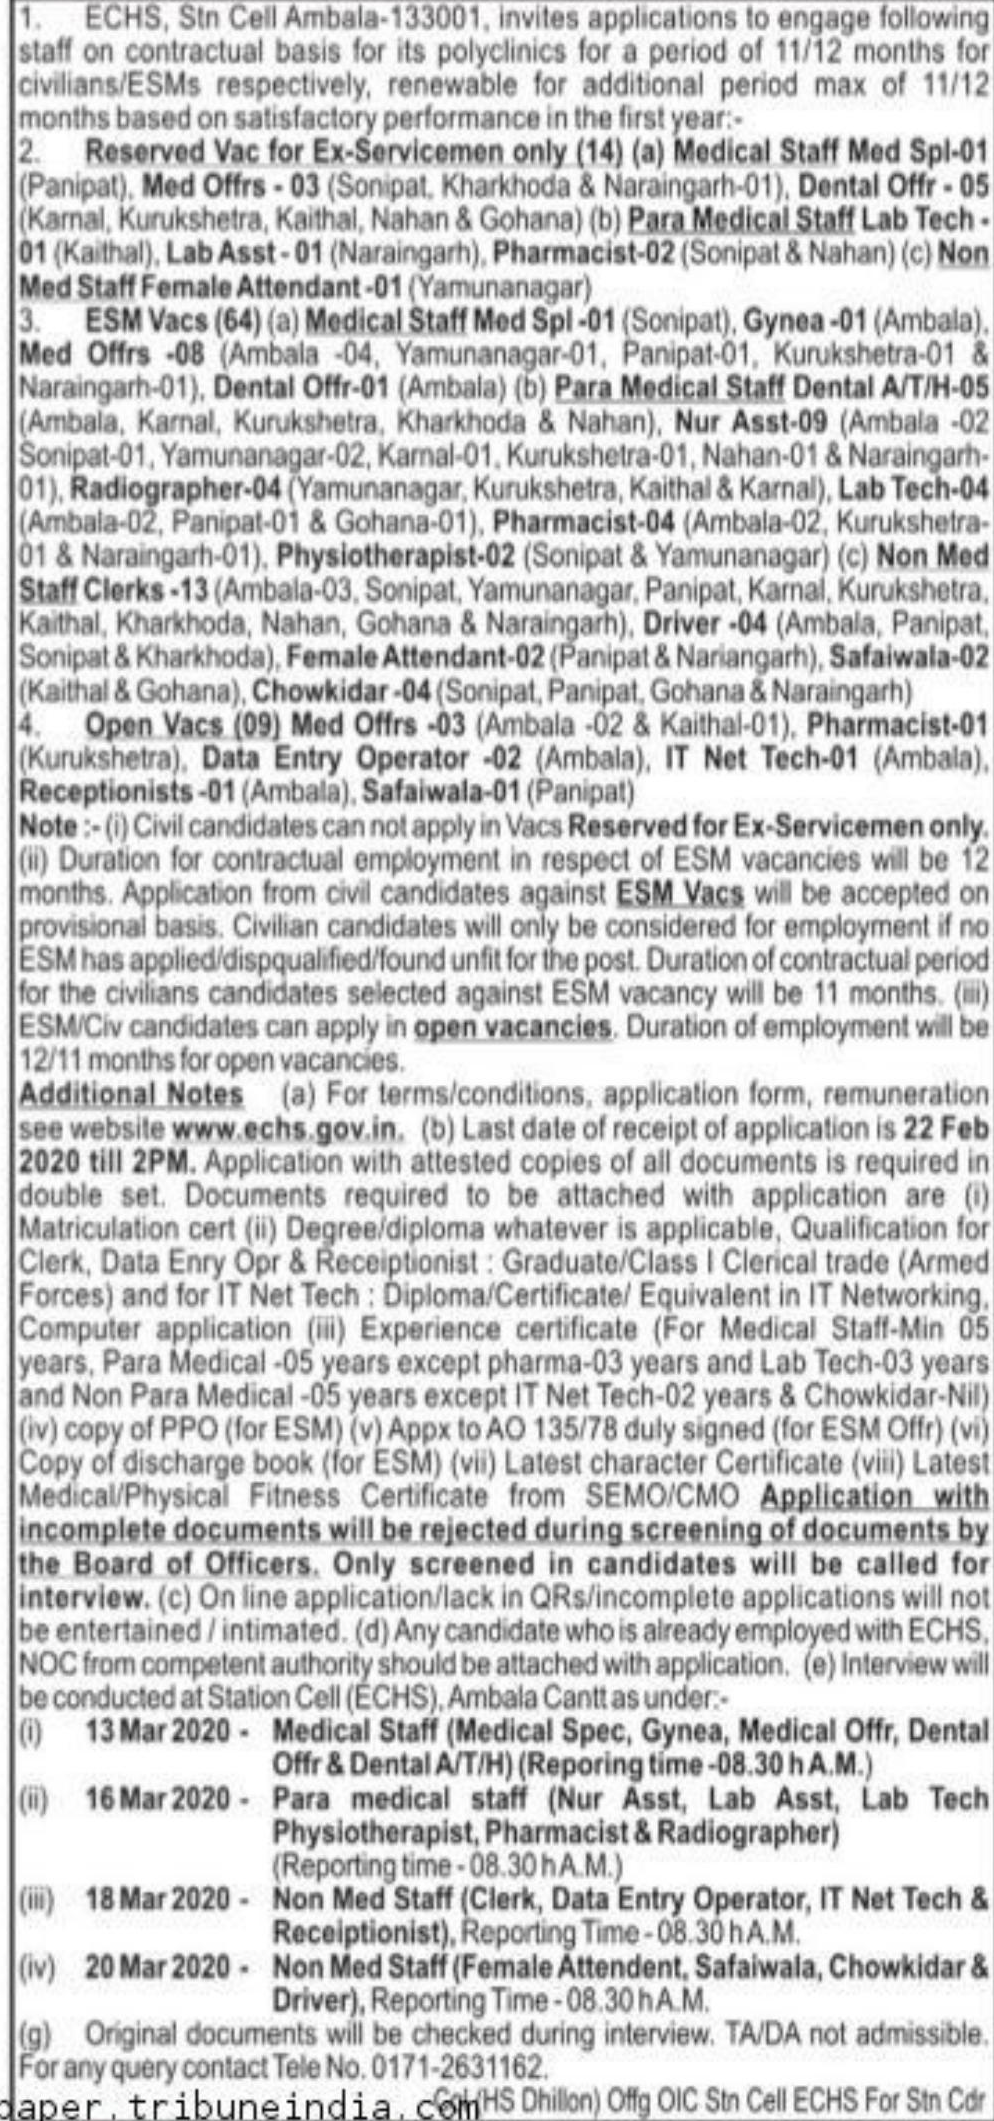 1. ECHS, Stn Cell Ambala-133001, invites applications to engage following
staff on contractual basis for its polyclinics for a period of 11/12 months for
civilians/ESMs respectively, renewable for additional period max of 11/12
months based on satisfactory performance in the first year:-
2. Reserved Vac for Ex-Servicemen only (14) (a) Medical Staff Med Spl-01
(Panipat), Med Offrs - 03 (Sonipat, Kharkhoda & Naraingarh-01), Dental Offr - 05
(Karnal, Kurukshetra, Kaithal, Nahan & Gohana) (b) Para Medical Staff Lab Tech -
01 (Kaithal), Lab Asst - 01 (Naraingarh), Pharmacist-02 (Sonipat & Nahan) (c) Non
Med Staff Female Attendant -01 (Yamunanagar)
3. ESM Vacs (64) (a) Medical Staff Med Spl -01 (Sonipat), Gynea -01 (Ambala),
Med Offrs -08 (Ambala -04, Yamunanagar-01, Panipat-01, Kurukshetra-01 &
Naraingarh-01), Dental Offr-01 (Ambala) (b) Para Medical Staff Dental A/T/H-05
(Ambala, Karnal, Kurukshetra, Kharkhoda & Nahan), Nur Asst-09 (Ambala -02
Sonipat-01, Yamunanagar-02, Karnal-01, Kurukshetra-01, Nahan-01 & Naraingarh-
01), Radiographer-04 (Yamunanagar, Kurukshetra, Kaithal & Karnal), Lab Tech-04
(Ambala-02, Panipat-01 & Gohana-01), Pharmacist-04 (Ambala-02, Kurukshetra-
01 & Naraingarh-01), Physiotherapist-02 (Sonipat & Yamunanagar) (c) Non Med
Staff Clerks -13 (Ambala-03, Sonipat, Yamunanagar, Panipat, Karnal, Kurukshetra,
Kaithal, Kharkhoda, Nahan, Gohana & Naraingarh), Driver -04 (Ambala, Panipat,
Sonipat & Kharkhoda), Female Attendant-02 (Panipat & Nariangarh), Safaiwala-02
(Kaithal & Gohana), Chowkidar -04 (Sonipat, Panipat, Gohana & Naraingarh)
4. Open Vacs (09) Med Offrs -03 (Ambala -02 & Kaithal-01), Pharmacist-01
(Kurukshetra), Data Entry Operator -02 (Ambala), IT Net Tech-01 (Ambala),
Receptionists -01 (Ambala), Safaiwala-01 (Panipat)
Note :- (i) Civil candidates can not apply in Vacs Reserved for Ex-Servicemen only.
(ii) Duration for contractual employment in respect of ESM vacancies will be 12
months. Application from civil candidates against ESM Vacs will be accepted on
provisional basis. Civilian candidates will only be considered for employment if no
ESM has applied/dispqualified/found unfit for the post. Duration of contractual period
for the civilians candidates selected against ESM vacancy will be 11 months. (iii)
ESM/Civ candidates can apply in open vacancies. Duration of employment will be
12/11 months for open vacancies.
Additional Notes (a) For terms/conditions, application form, remuneration
see website www.echs.gov.in. (b) Last date of receipt of application is 22 Feb
2020 till 2PM. Application with attested copies of all documents is required in
double set. Documents required to be attached with application are (i)
Matriculation cert (ii) Degree/diploma whatever is applicable, Qualification for
Clerk, Data Enry Opr & Receiptionist : Graduate/Class I Clerical trade (Armed
Forces) and for IT Net Tech : Diploma/Certificate/ Equivalent in IT Networking,
Computer application (iii) Experience certificate (For Medical Staff-Min 05
years, Para Medical -05 years except pharma-03 years and Lab Tech-03 years
and Non Para Medical -05 years except IT Net Tech-02 years & Chowkidar-Nil)
(iv) copy of PPO (for ESM) (v) Appx to AO 135/78 duly signed (for ESM Offr) (vi)
Copy of discharge book (for ESM) (vii) Latest character Certificate (viii) Latest
Medical/Physical Fitness Certificate from SEMO/CMO Application with
incomplete documents will be rejected during screening of documents by
the Board of Officers. Only screened in candidates will be called for
interview. (c) On line application/lack in QRs/incomplete applications will not
be entertained / intimated. (d) Any candidate who is already employed with ECHS,
NOC from competent authority should be attached with application. (e) Interview will
be conducted at Station Cell (ECHS), Ambala Cantt as under:-
(i) 13 Mar 2020 - Medical Staff (Medical Spec, Gynea, Medical Offr, Dental
Offr & Dental A/T/H) (Reporing time -08.30 h A.M.)
(ii) 16 Mar 2020 - Para medical staff (Nur Asst, Lab Asst, Lab Tech
Physiotherapist, Pharmacist & Radiographer)
(Reporting time - 08.30 h A.M.)
(iii) 18 Mar 2020 - Non Med Staff (Clerk, Data Entry Operator, IT Net Tech &
Receiptionist), Reporting Time - 08.30 h A.M.
(iv) 20 Mar 2020 - Non Med Staff (Female Attendent, Safaiwala, Chowkidar &
Driver), Reporting Time - 08.30 h A.M.
(g) Original documents will be checked during interview. TA/DA not admissible.
For any query contact Tele No. 0171-2631162.
Col (HS Dhillon) Offg OIC Stn Cell ECHS For Stn Cdr
paper.tribuneindia.com